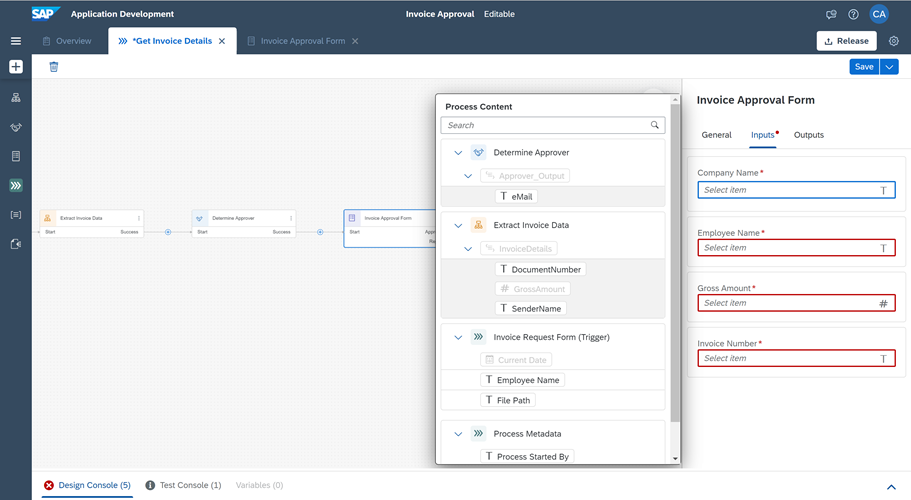 SAP Application Development Invoice Approval Editable CA
Overview *Get Invoice Details Invoice Approval Form Release
Save
Extract Invoice Data
Start Success
Determine Approver
Start Success
Invoice Approval Form
Start
Process Content
Search
Determine Approver
Approver_Output
T eMail
Extract Invoice Data
InvoiceDetails
T DocumentNumber
# GrossAmount
T SenderName
Invoice Request Form (Trigger)
Current Date
T Employee Name
T File Path
Process Metadata
T Process Started By
Invoice Approval Form
General Inputs Outputs
Company Name*
Select item T
Employee Name*
Select item T
Gross Amount*
Select item #
Invoice Number*
Select item T
Design Console (5) Test Console (1) Variables (0)